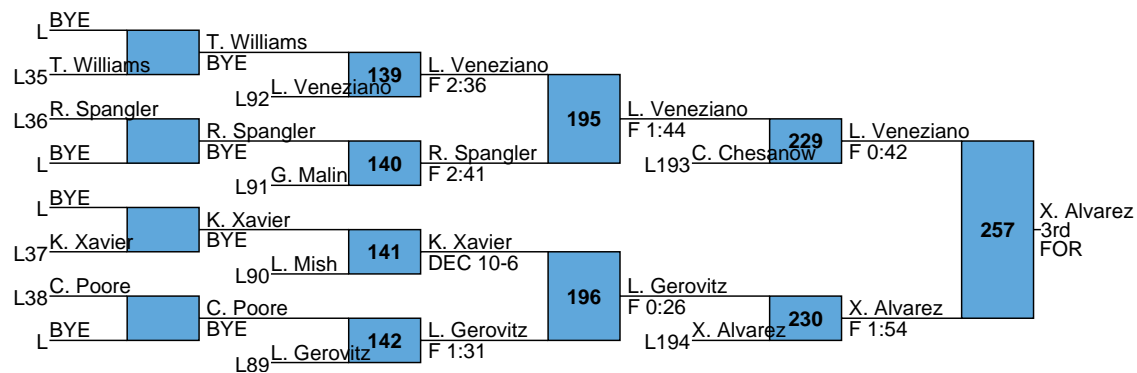 BYE
L
T. Williams
BYE
L35
T. Williams
139
L. Veneziano
F 2:36
L92
L. Veneziano
195
L. Veneziano
F 1:44
R. Spangler
L36
R. Spangler
BYE
L
BYE
140
R. Spangler
F 2:41
L91
G. Malin
229
L. Veneziano
F 0:42
L193
C. Chesanow
257
X. Alvarez
3rd
FOR
BYE
L
K. Xavier
BYE
L37
K. Xavier
141
K. Xavier
DEC 10-6
L90
L. Mish
196
L. Gerovitz
F 0:26
C. Poore
L38
C. Poore
BYE
L
BYE
142
L. Gerovitz
F 1:31
L89
L. Gerovitz
230
X. Alvarez
F 1:54
L194
X. Alvarez